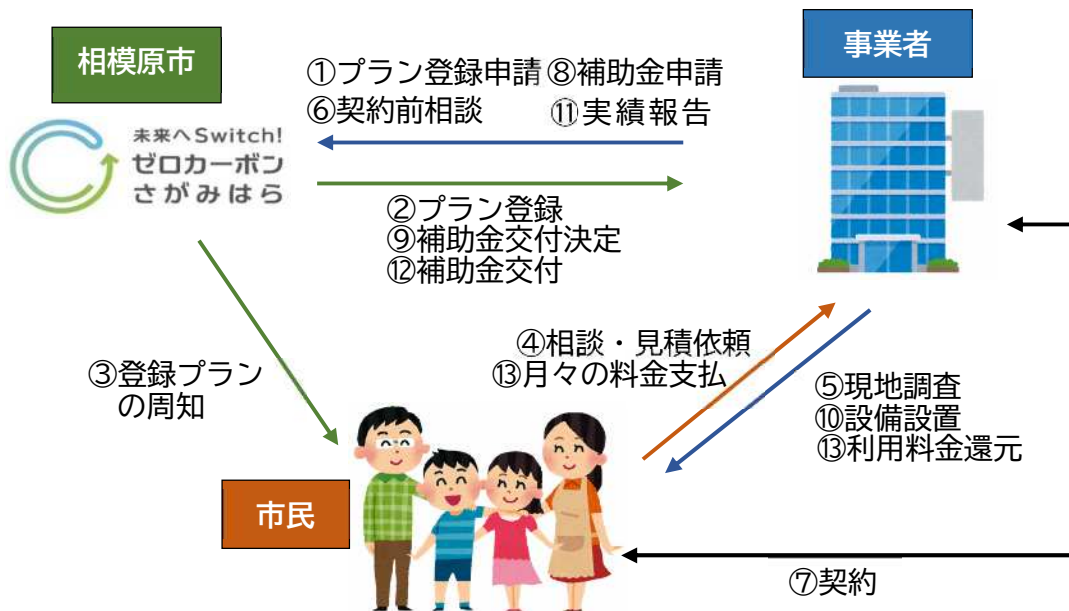 相模原市
事業者
①プラン登録申請 ⑧補助金申請
⑥契約前相談 ⑪実績報告
未来へSwitch!
ゼロカーボン
さがみはら
②プラン登録
⑨補助金交付決定
⑫補助金交付
④相談・見積依頼
⑬月々の料金支払
③登録プラン
の周知
⑤現地調査
⑩設備設置
⑬利用料金還元
市民
⑦契約